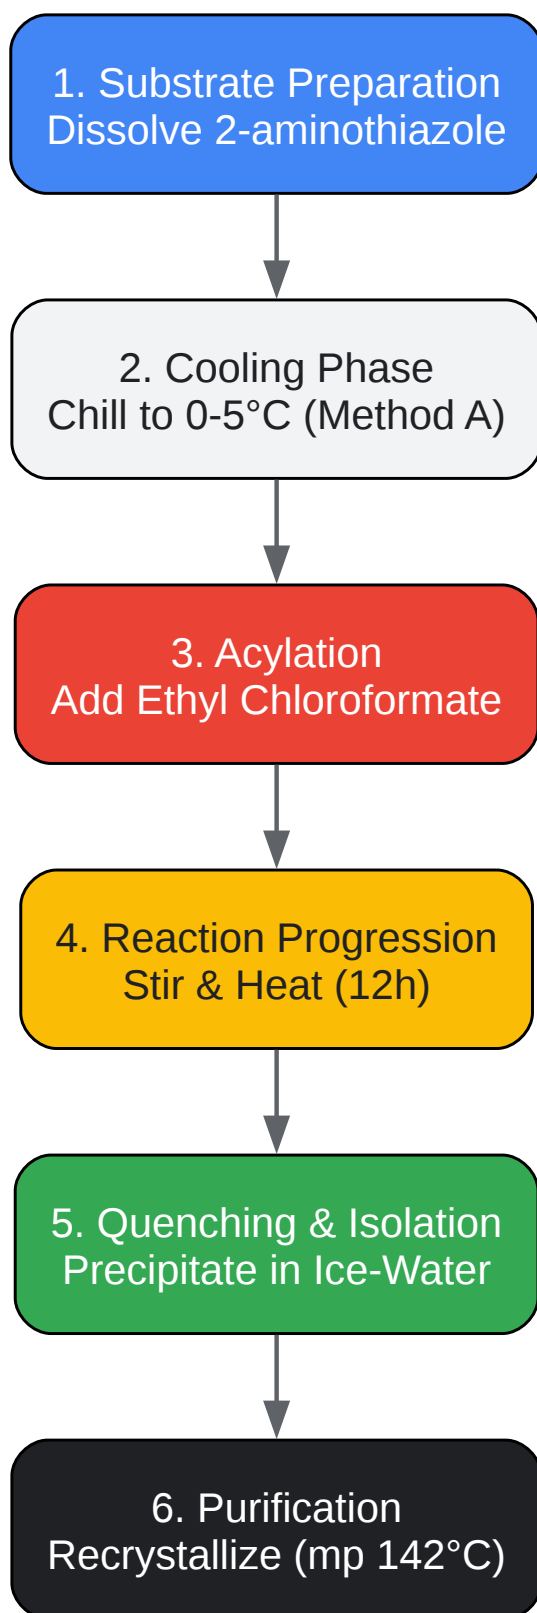 1. Substrate Preparation
Dissolve 2-aminothiazole
2. Cooling Phase
Chill to 0-5°C (Method A)
3. Acylation
Add Ethyl Chloroformate
4. Reaction Progression
Stir & Heat (12h)
5. Quenching & Isolation
Precipitate in Ice-Water
6. Purification
Recrystallize (mp 142°C)